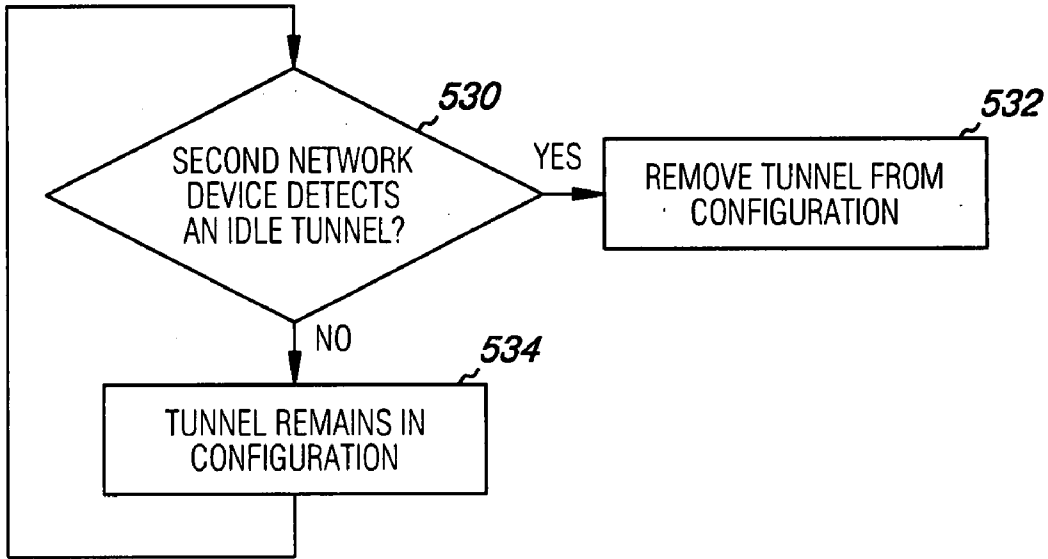 530
SECOND NETWORK
DEVICE DETECTS
AN IDLE TUNNEL?
YES
532
REMOVE TUNNEL FROM
CONFIGURATION
NO
534
TUNNEL REMAINS IN
CONFIGURATION